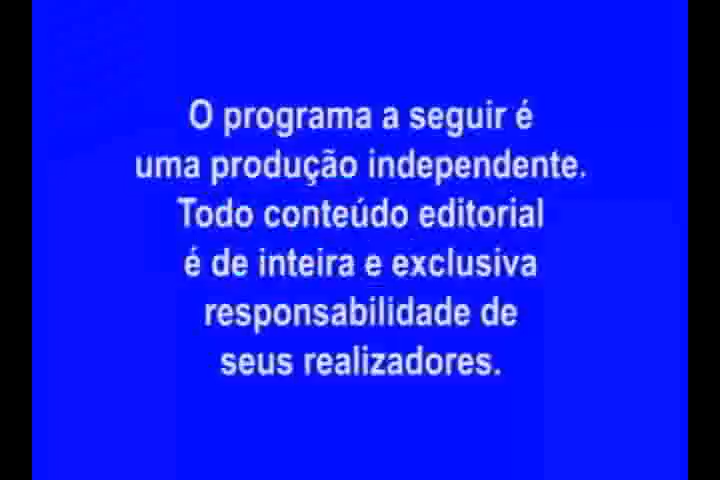 O programa a seguir é
uma produção independente.
Todo conteúdo editorial
é de inteira e exclusiva
responsabilidade de
seus realizadores.